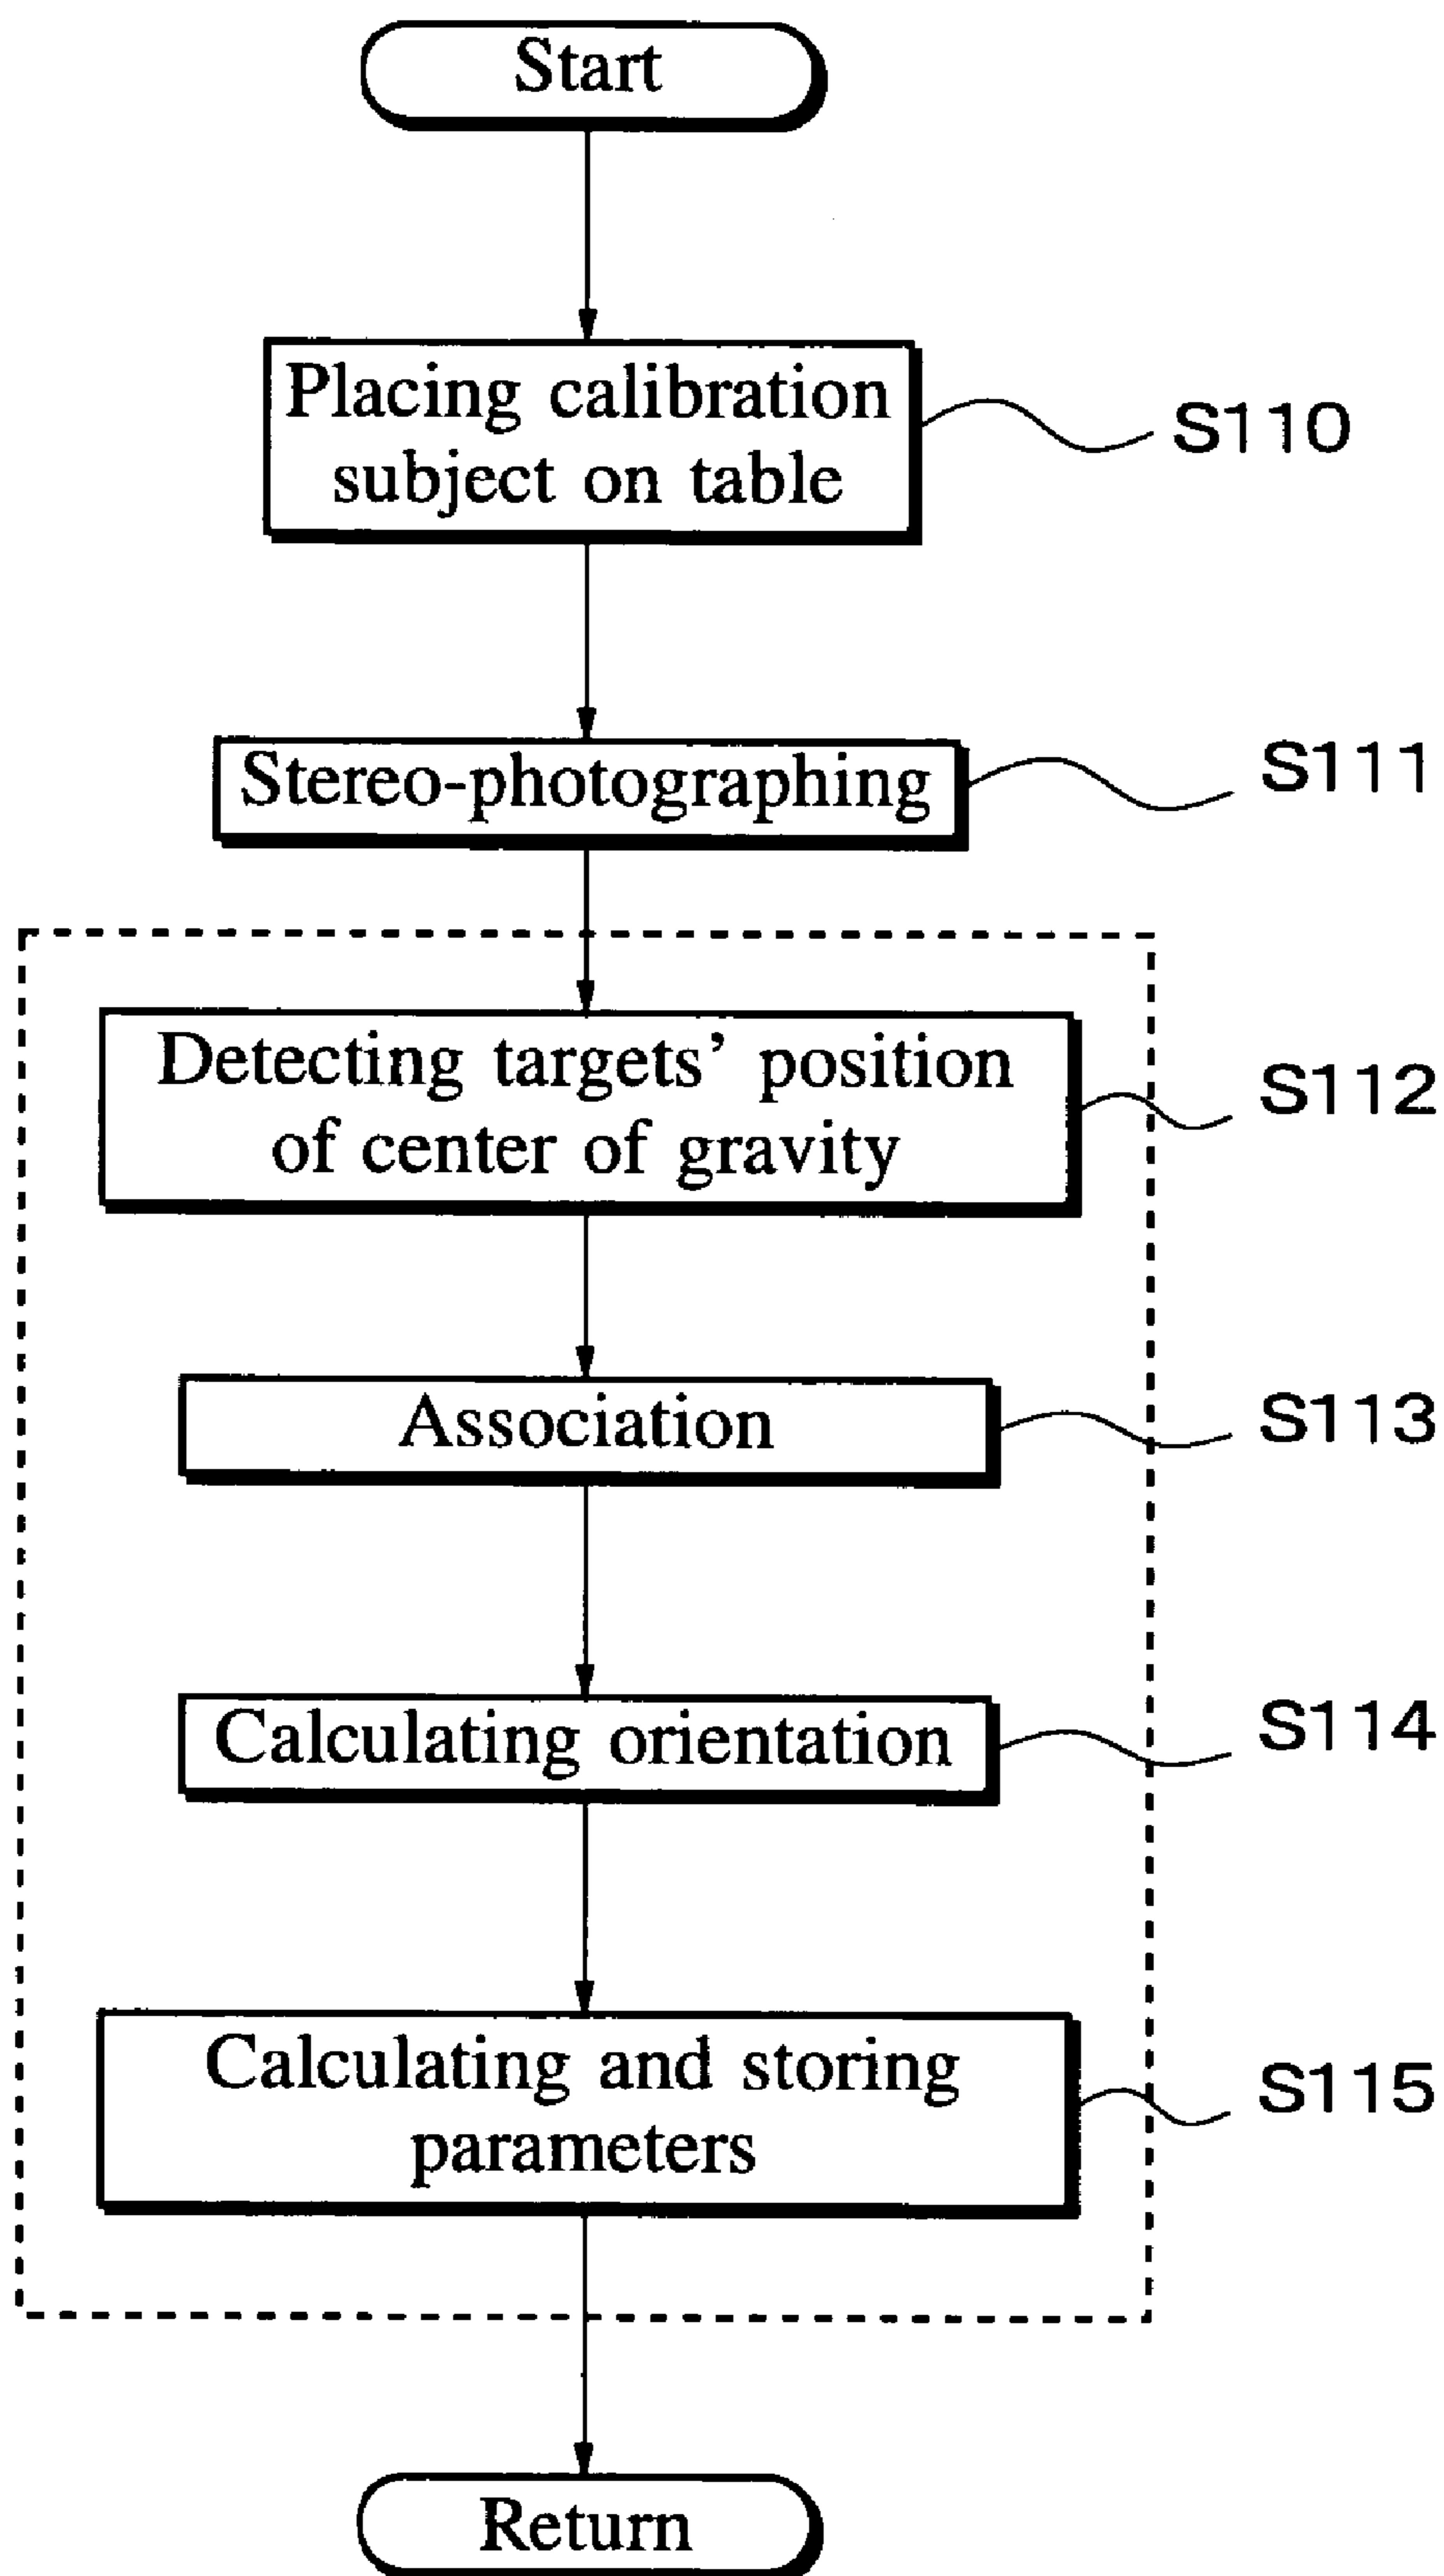 Start
Placing calibration
subject on table
S110
Stereo-photographing
S111
Detecting targets’ position
of center of gravity
S112
Association
S113
Calculating orientation
S114
Calculating and storing
parameters
S115
Return